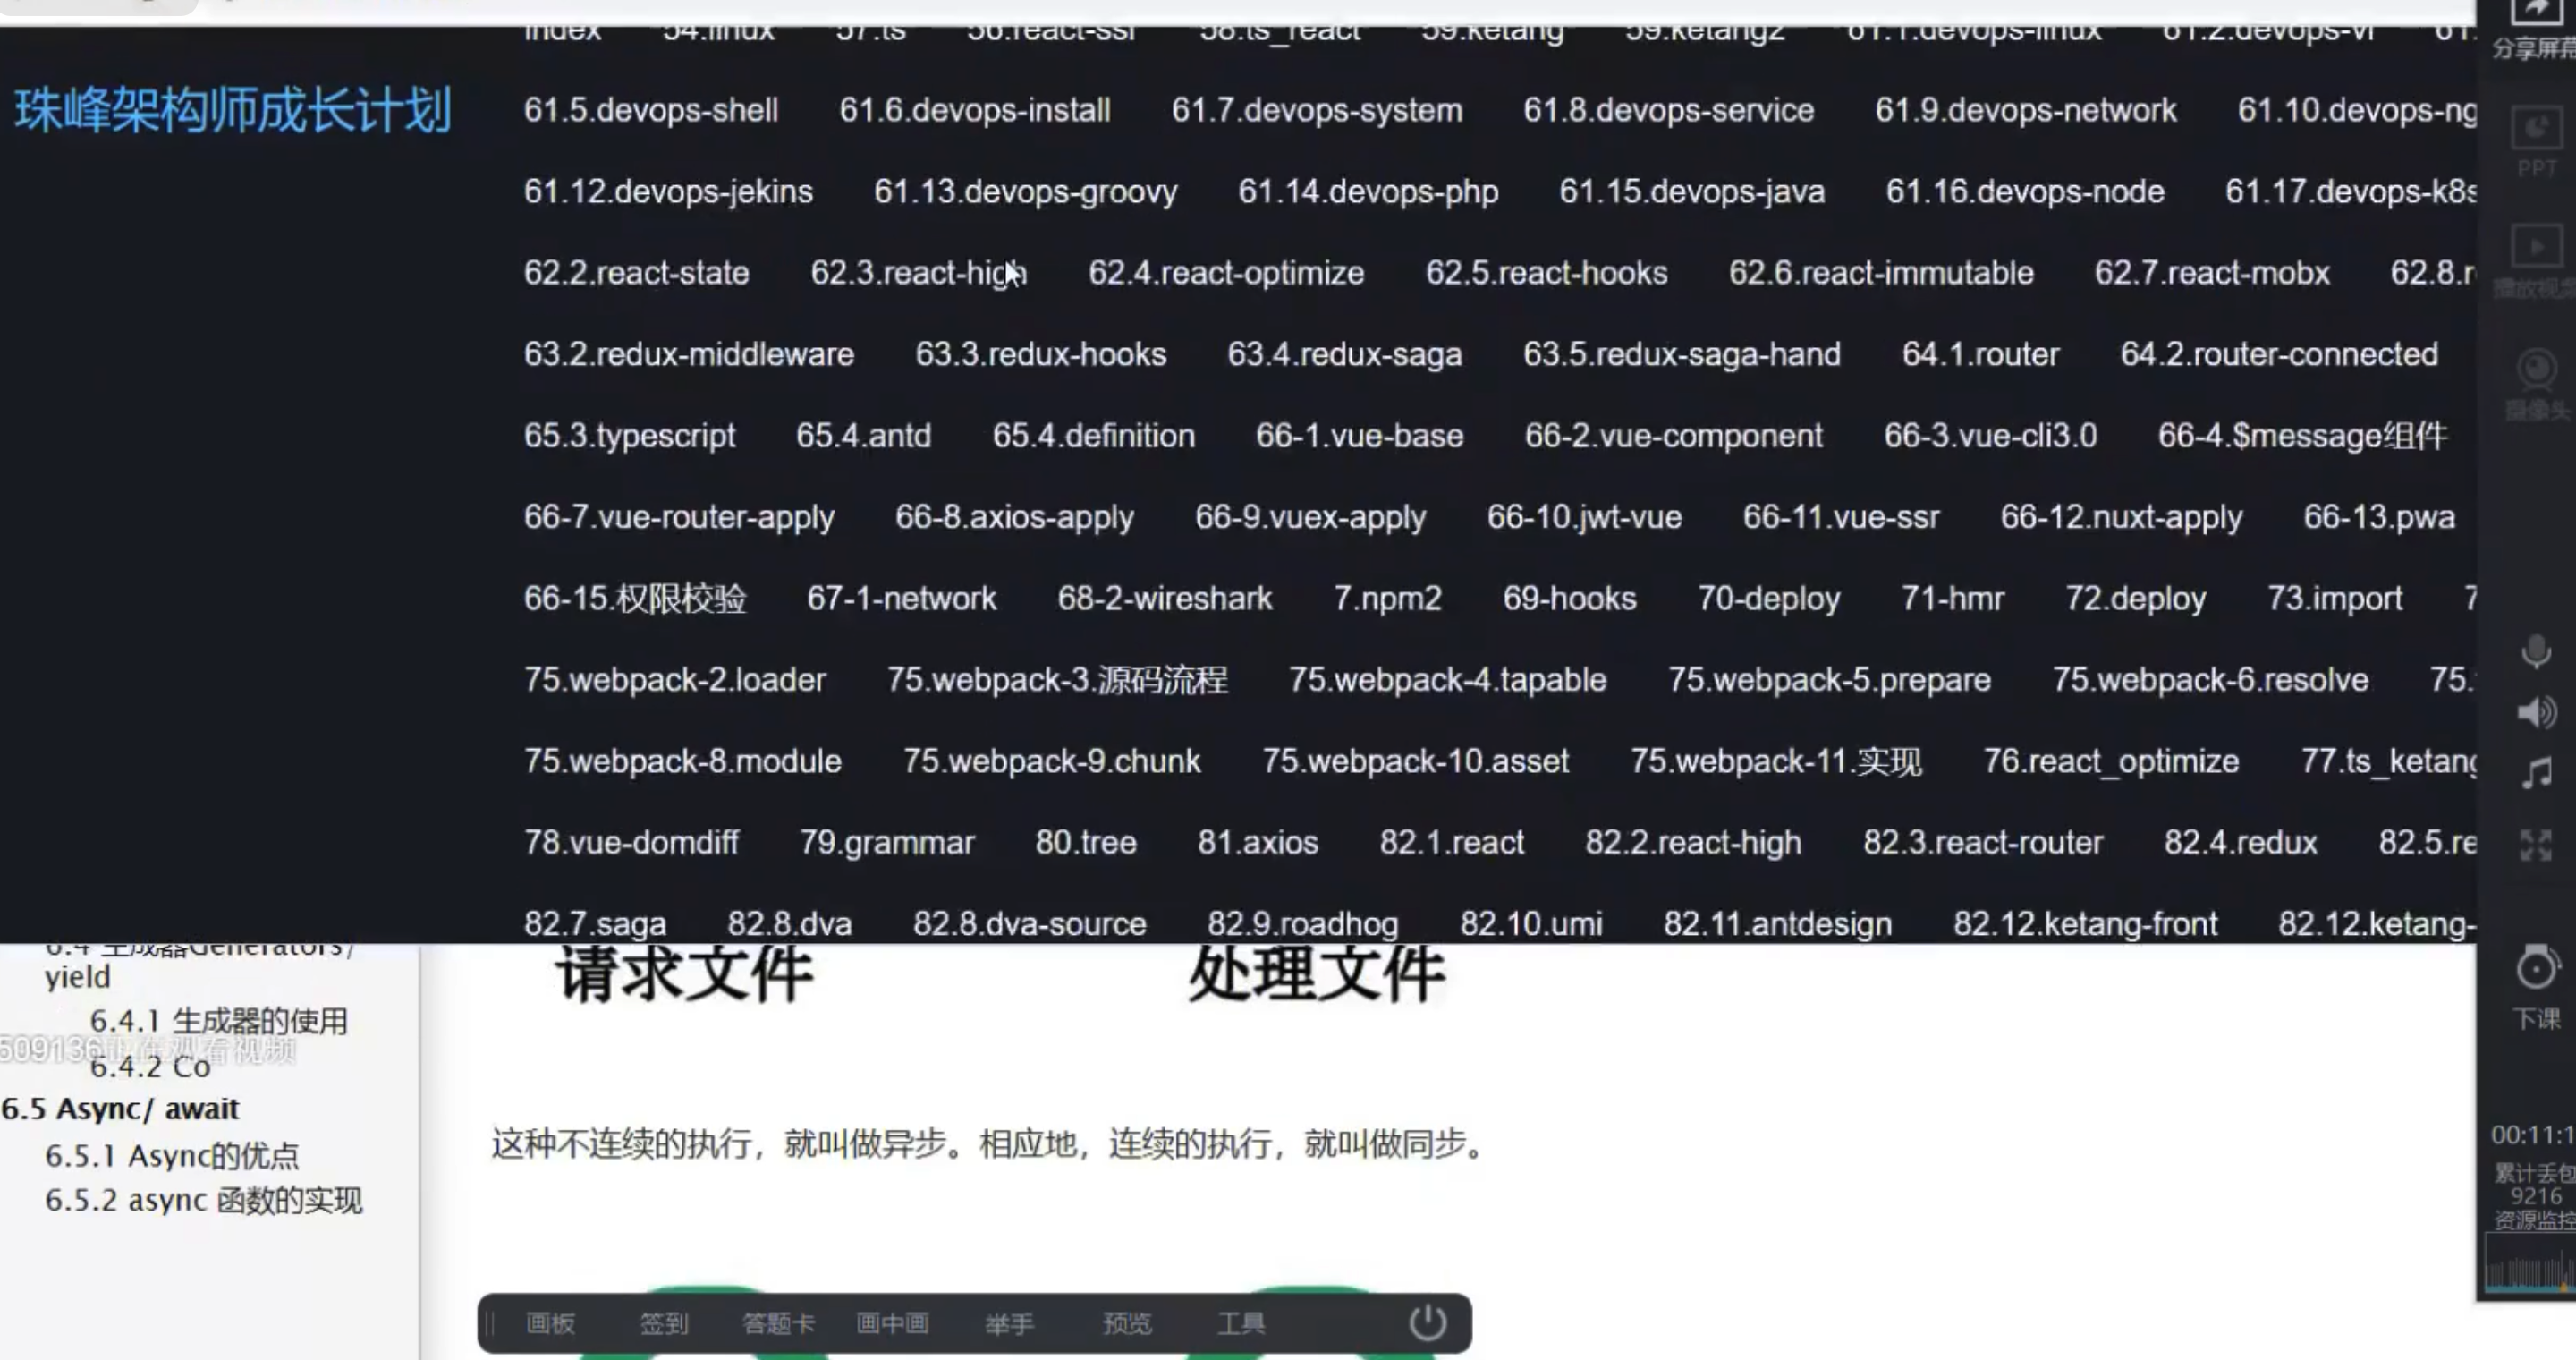 index 54.linux 57.ts 56.react-ssr 58.ts_react 59.ketang 59.ketang2 61.1.devops-linux 61.2.devops-vi 61.
珠峰架构师成长计划
61.5.devops-shell 61.6.devops-install 61.7.devops-system 61.8.devops-service 61.9.devops-network 61.10.devops-ng
61.12.devops-jekins 61.13.devops-groovy 61.14.devops-php 61.15.devops-java 61.16.devops-node 61.17.devops-k8s
62.2.react-state 62.3.react-high 62.4.react-optimize 62.5.react-hooks 62.6.react-immutable 62.7.react-mobx 62.8.r
63.2.redux-middleware 63.3.redux-hooks 63.4.redux-saga 63.5.redux-saga-hand 64.1.router 64.2.router-connected
65.3.typescript 65.4.antd 65.4.definition 66-1.vue-base 66-2.vue-component 66-3.vue-cli3.0 66-4.$message组件
66-7.vue-router-apply 66-8.axios-apply 66-9.vuex-apply 66-10.jwt-vue 66-11.vue-ssr 66-12.nuxt-apply 66-13.pwa
66-15.权限校验 67-1-network 68-2-wireshark 7.npm2 69-hooks 70-deploy 71-hmr 72.deploy 73.import 7
75.webpack-2.loader 75.webpack-3.源码流程 75.webpack-4.tapable 75.webpack-5.prepare 75.webpack-6.resolve 75.
75.webpack-8.module 75.webpack-9.chunk 75.webpack-10.asset 75.webpack-11.实现 76.react_optimize 77.ts_ketang
78.vue-domdiff 79.grammar 80.tree 81.axios 82.1.react 82.2.react-high 82.3.react-router 82.4.redux 82.5.re
82.7.saga 82.8.dva 82.8.dva-source 82.9.roadhog 82.10.umi 82.11.antdesign 82.12.ketang-front 82.12.ketang-
6.4 生成器Generators/
yield
6.4.1 生成器的使用
509136正在观看视频
6.4.2 Co
6.5 Async/ await
6.5.1 Async的优点
6.5.2 async 函数的实现
请求文件 处理文件
这种不连续的执行，就叫做异步。相应地，连续的执行，就叫做同步。
画板 签到 答题卡 画中画 举手 预览 工具
分享屏幕
PPT
播放视频
摄像头
下课
00:11:1
累计丢包
9216
资源监控